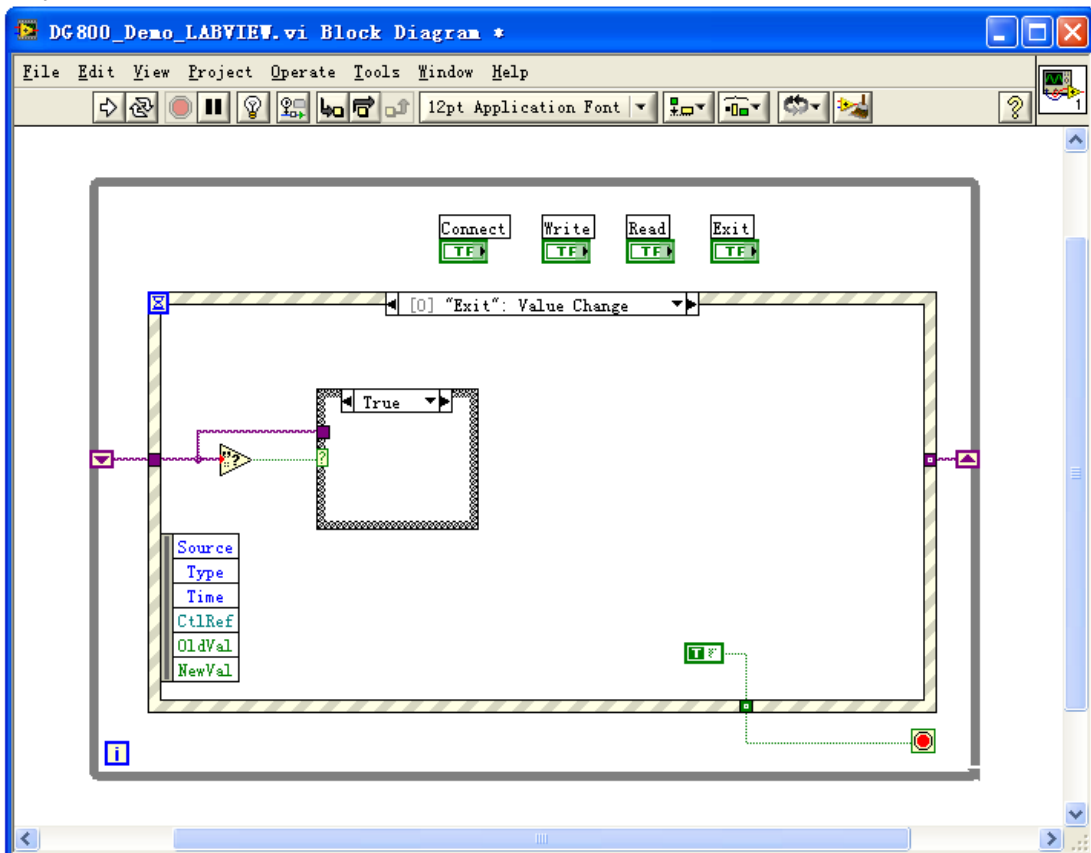 DG800_Demo_LABVIEW.vi Block Diagram *
File Edit View Project Operate Tools Window Help
12pt Application Font
?
1
Connect Write Read Exit
TF TF TF TF
[0] "Exit": Value Change
True
"?
?
Source
Type
Time
CtlRef
OldVal
NewVal
T F
i